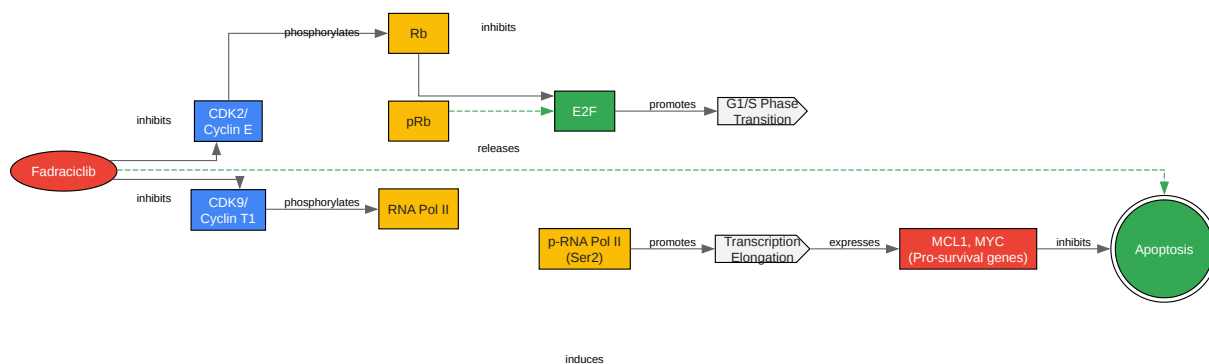 phosphorylates
Rb
inhibits
CDK2/
Cyclin E
inhibits
pRb
E2F
promotes
G1/S Phase
Transition
releases
Fadraciclib
inhibits
CDK9/
Cyclin T1
phosphorylates
RNA Pol II
p-RNA Pol II
(Ser2)
promotes
Transcription
Elongation
expresses
MCL1, MYC
(Pro-survival genes)
inhibits
Apoptosis
induces